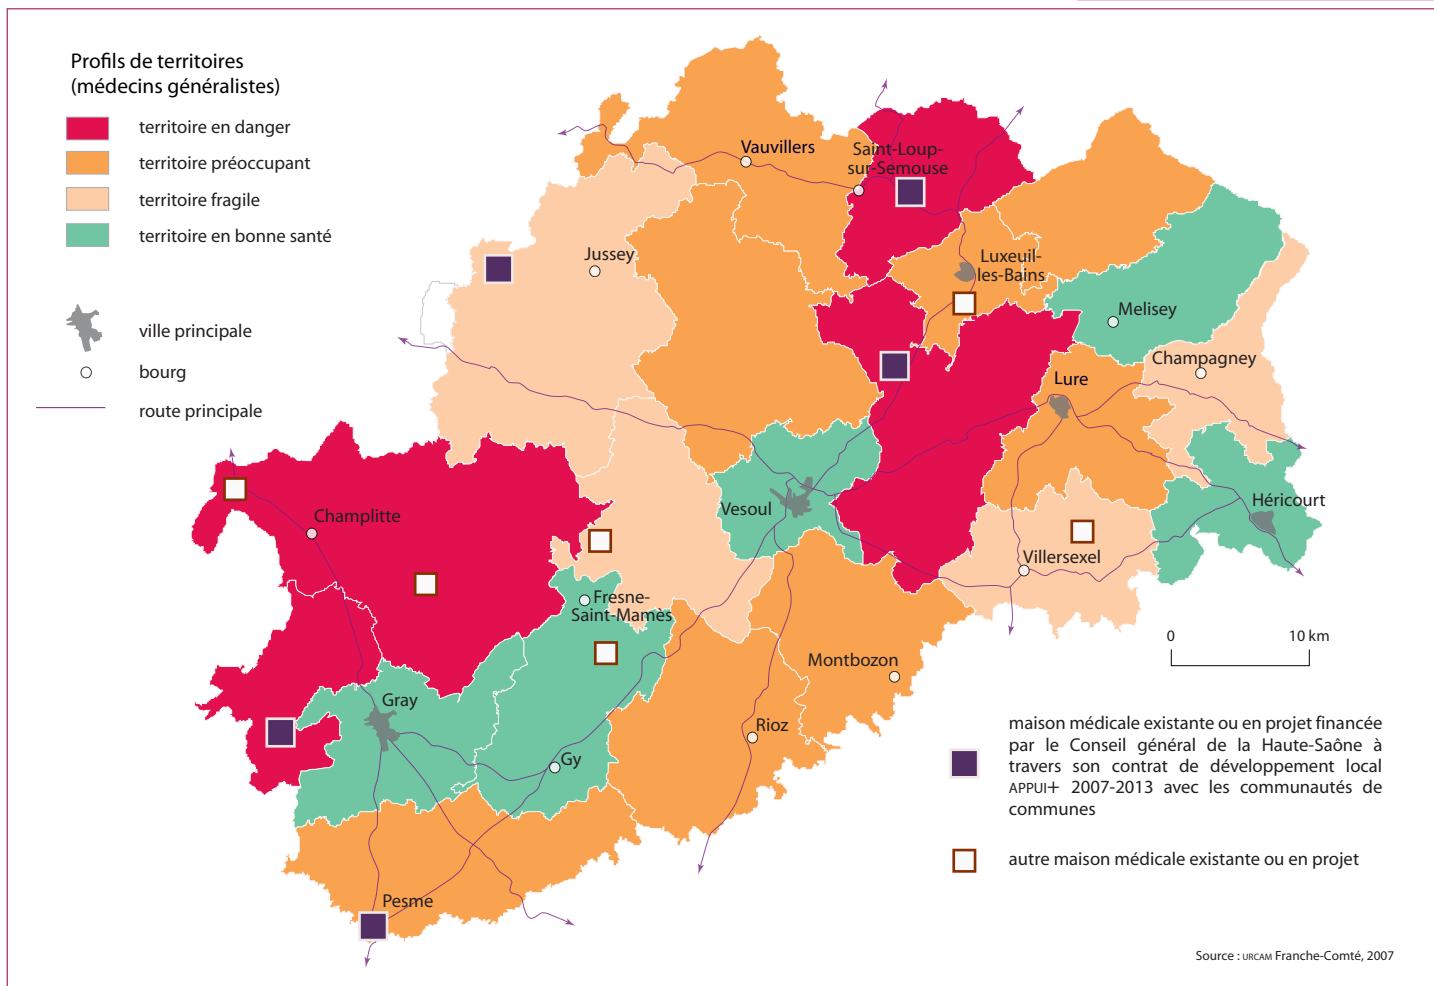 Profils de territoires
(médecins généralistes)
territoire en danger
territoire préoccupant
territoire fragile
territoire en bonne santé
ville principale
bourg
route principale
Vauvillers
Saint-Loup-
sur-Semouse
Jussey
Luxeuil-
les-Bains
Melisey
Champagney
Lure
Héricourt
Vesoul
Champlitte
Villersexel
Fresne-
Saint-Mamès
0 10 km
Montbozon
Gray
Rioz
Gy
Pesme
maison médicale existante ou en projet financée
par le Conseil général de la Haute-Saône à
travers son contrat de développement local
APPUI+ 2007-2013 avec les communautés de
communes
autre maison médicale existante ou en projet
Source : URCAM Franche-Comté, 2007